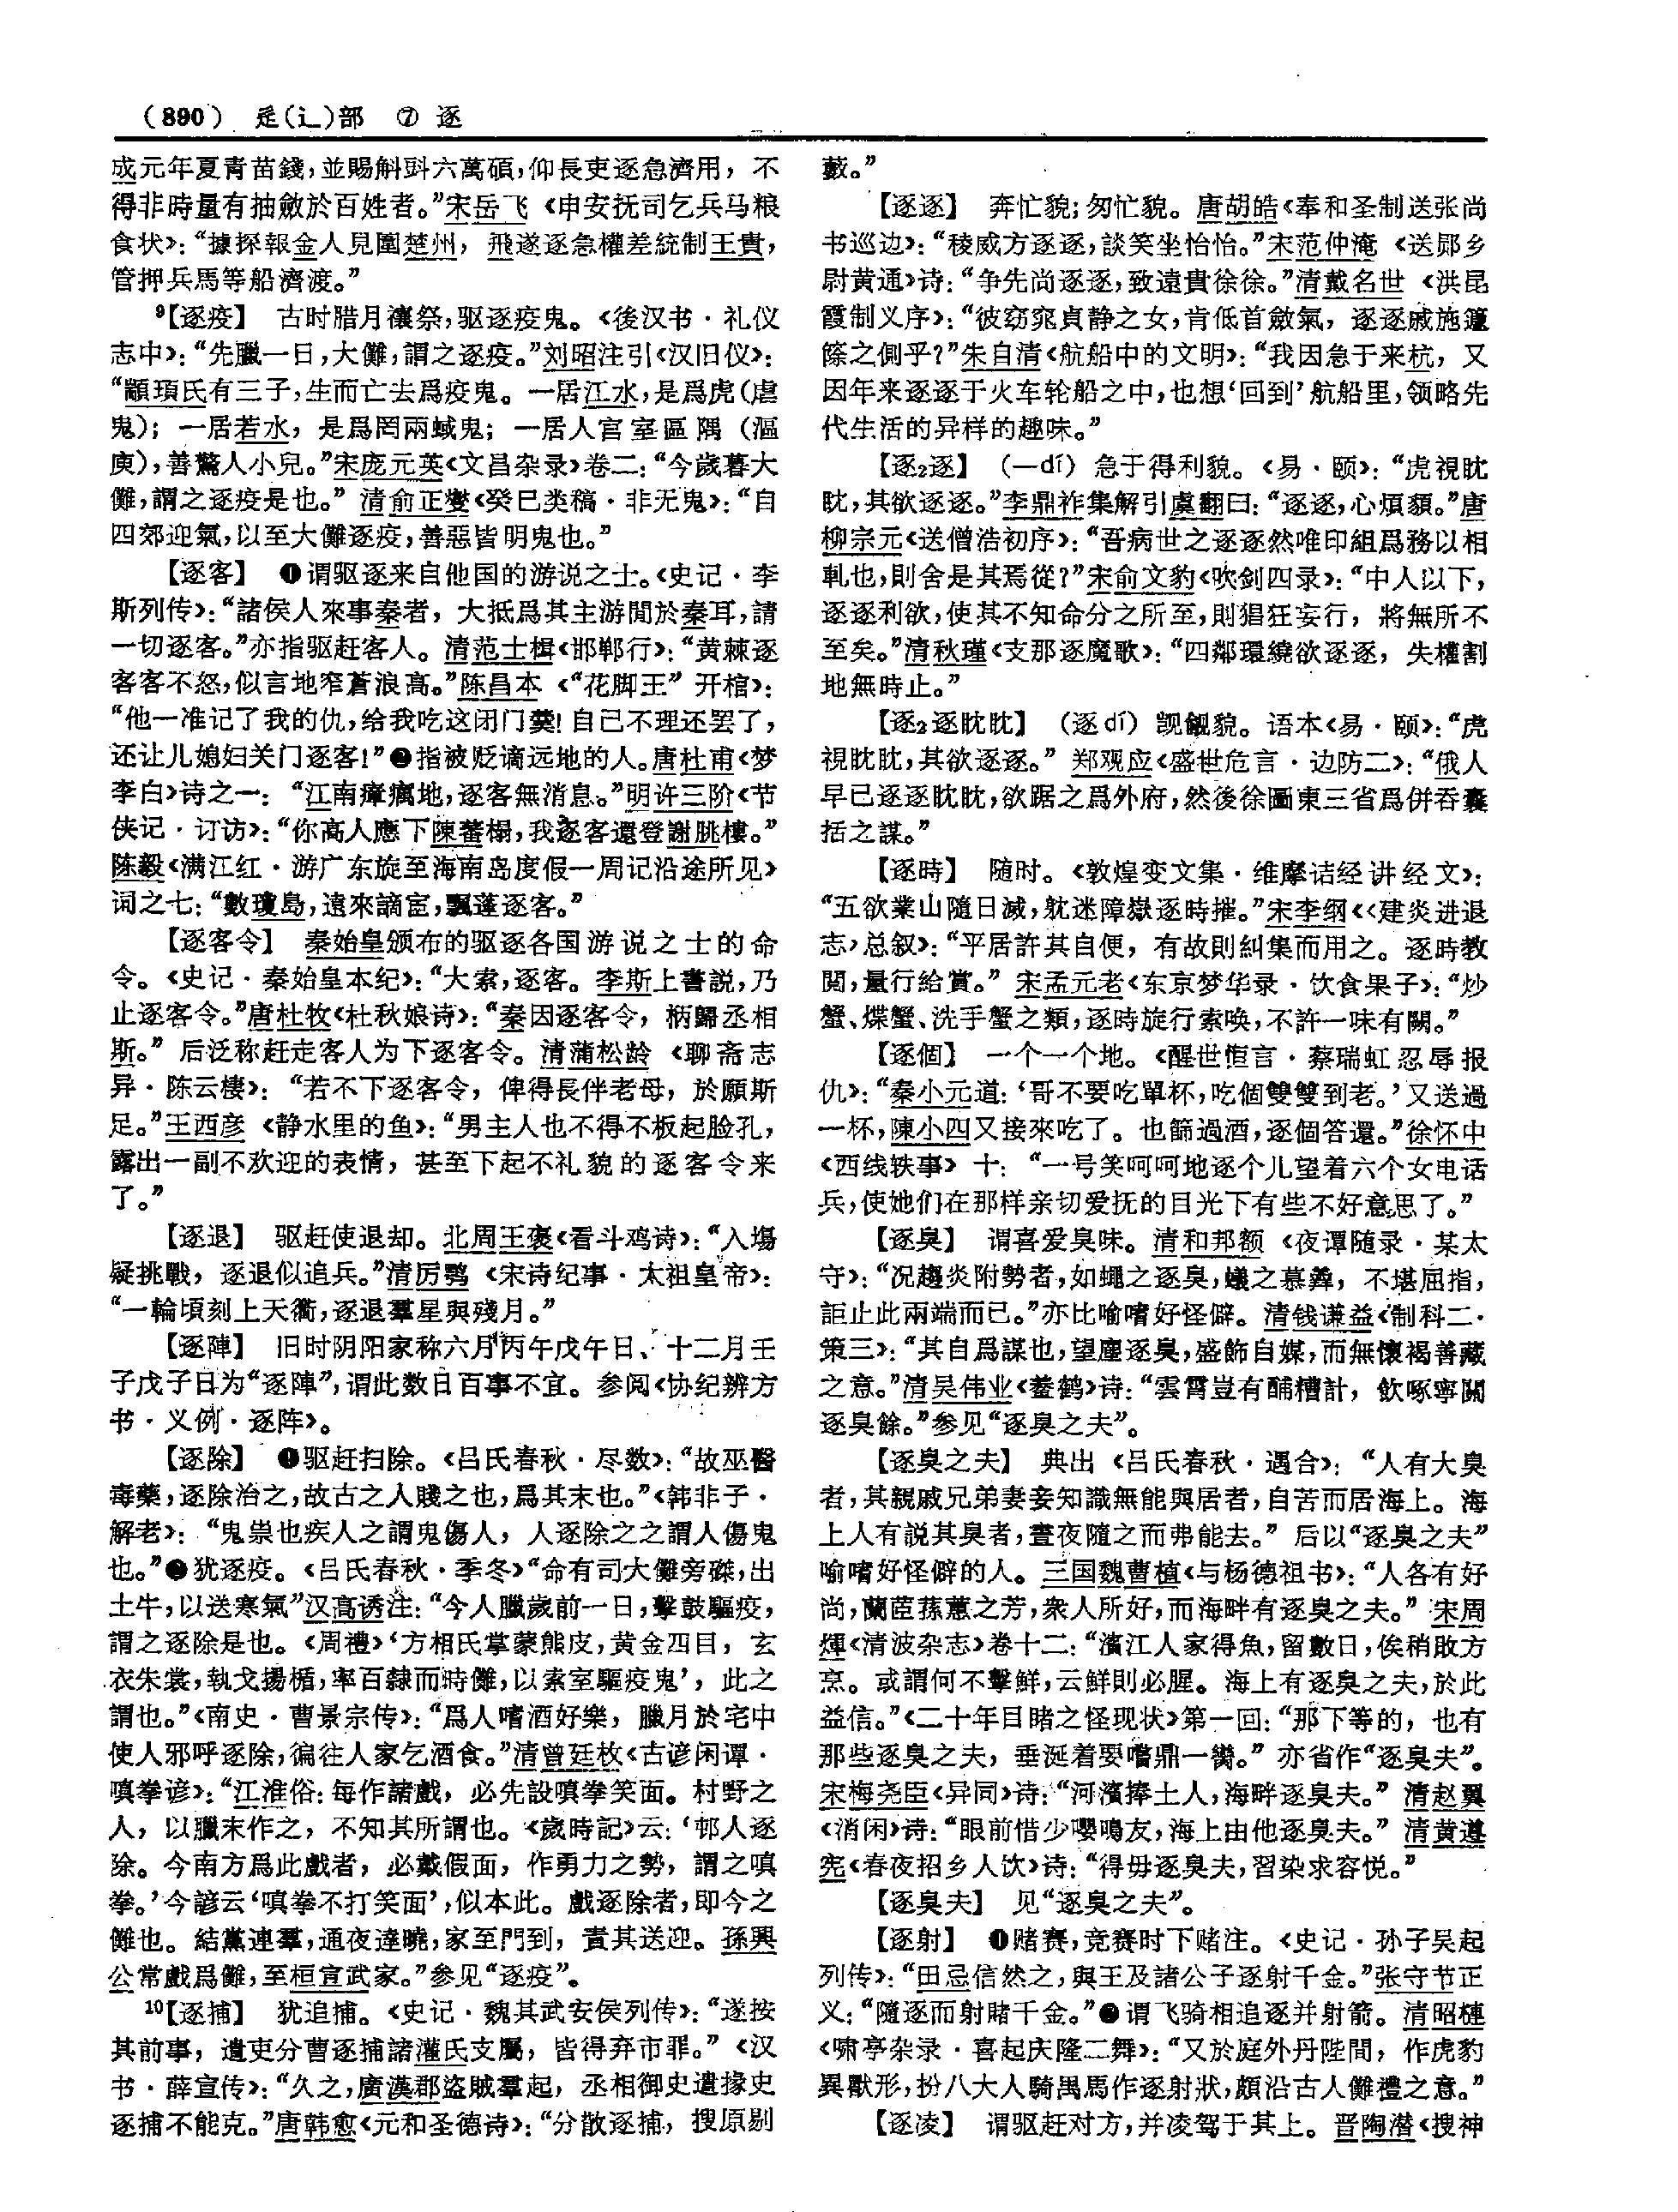 （890） 辵（辶）部 ⑦ 逐
成元年夏青苗錢，並賜斛㪷六萬碩，仰長吏逐急濟用，不
得非時量有抽斂於百姓者。”宋岳飞《申安抚司乞兵马粮
食状》：“據探報金人見圍楚州，飛遂逐急權差統制王貴，
管押兵馬等船濟渡。”
⁹【逐疫】 古时腊月禳祭，驱逐疫鬼。《後汉书·礼仪
志中》：“先臘一日，大儺，謂之逐疫。”刘昭注引《汉旧仪》：
“顓頊氏有三子，生而亡去爲疫鬼。一居江水，是爲虎（虐
鬼）；一居若水，是爲罔兩蜮鬼；一居人宫室區隅（漚
庾），善驚人小兒。”宋庞元英《文昌杂录》卷二：“今歲暮大
儺，謂之逐疫是也。”清俞正燮《癸巳类稿·非无鬼》：“自
四郊迎氣，以至大儺逐疫，善惡皆明鬼也。”
【逐客】 ❶谓驱逐来自他国的游说之士。《史记·李
斯列传》：“諸侯人來事秦者，大抵爲其主游間於秦耳，請
一切逐客。”亦指驱赶客人。清范士楫《邯郸行》：“黄棘逐
客客不怒，似言地窄蒼浪高。”陈昌本《“花脚王”开棺》：
“他一准记了我的仇，给我吃这闭门羹！自己不理还罢了，
还让儿媳妇关门逐客！”❷指被贬谪远地的人。唐杜甫《梦
李白》诗之一：“江南瘴癘地，逐客無消息。”明许三阶《节
侠记·订访》：“你高人應下陳蕃榻，我逐客還登謝朓樓。”
陈毅《满江红·游广东旋至海南岛度假一周记沿途所见》
词之七：“數瓊島，遠來謫宦，飄蓬逐客。”
【逐客令】 秦始皇颁布的驱逐各国游说之士的命
令。《史记·秦始皇本纪》：“大索，逐客。李斯上書説，乃
止逐客令。”唐杜牧《杜秋娘诗》：“秦因逐客令，柄歸丞相
斯。”后泛称赶走客人为下逐客令。清蒲松龄《聊斋志
异·陈云棲》：“若不下逐客令，俾得長伴老母，於願斯
足。”王西彦《静水里的鱼》：“男主人也不得不板起脸孔，
露出一副不欢迎的表情，甚至下起不礼貌的逐客令来
了。”
【逐退】 驱赶使退却。北周王褒《看斗鸡诗》：“入場
疑挑戰，逐退似追兵。”清厉鹗《宋诗纪事·太祖皇帝》：
“一輪頃刻上天衢，逐退羣星與殘月。”
【逐陣】 旧时阴阳家称六月丙午戊午日、十二月壬
子戊子日为“逐陣”，谓此数日百事不宜。参阅《协纪辨方
书·义例·逐阵》。
【逐除】 ❶驱赶扫除。《吕氏春秋·尽数》：“故巫醫
毒藥，逐除治之，故古之人賤之也，爲其末也。”《韩非子·
解老》：“鬼祟也疾人之謂鬼傷人，人逐除之之謂人傷鬼
也。”❷犹逐疫。《吕氏春秋·季冬》“命有司大儺旁磔，出
土牛，以送寒氣”汉高诱注：“今人臘歲前一日，擊鼓驅疫，
謂之逐除是也。《周禮》‘方相氏掌蒙熊皮，黄金四目，玄
衣朱裳，執戈揚楯，率百隸而時儺，以索室驅疫鬼’，此之
謂也。”《南史·曹景宗传》：“爲人嗜酒好樂，臘月於宅中
使人邪呼逐除，徧往人家乞酒食。”清曾廷枚《古谚闲谭·
嗔拳谚》：“江淮俗：每作諸戲，必先設嗔拳笑面。村野之
人，以臘末作之，不知其所謂也。《歲時記》云：‘邨人逐
除。今南方爲此戲者，必戴假面，作勇力之勢，謂之嗔
拳。’今諺云‘嗔拳不打笑面’，似本此。戲逐除者，即今之
儺也。結黨連羣，通夜達曉，家至門到，責其送迎。孫興
公常戲爲儺，至桓宣武家。”参见“逐疫”。
¹⁰【逐捕】 犹追捕。《史记·魏其武安侯列传》：“遂按
其前事，遣吏分曹逐捕諸灌氏支屬，皆得弃市罪。”《汉
书·薛宣传》：“久之，廣漢郡盗賊羣起，丞相御史遣掾史
逐捕不能克。”唐韩愈《元和圣德诗》：“分散逐捕，搜原剔
藪。”
【逐逐】 奔忙貌；匆忙貌。唐胡皓《奉和圣制送张尚
书巡边》：“稜威方逐逐，談笑坐怡怡。”宋范仲淹《送郧乡
尉黄通》诗：“争先尚逐逐，致遠貴徐徐。”清戴名世《洪昆
霞制义序》：“彼窈窕貞静之女，肯低首斂氣，逐逐戚施籧
篨之側乎？”朱自清《航船中的文明》：“我因急于来杭，又
因年来逐逐于火车轮船之中，也想‘回到’航船里，领略先
代生活的异样的趣味。”
【逐₂逐】 （—dí）急于得利貌。《易·颐》：“虎視眈
眈，其欲逐逐。”李鼎祚集解引虞翻曰：“逐逐，心煩貌。”唐
柳宗元《送僧浩初序》：“吾病世之逐逐然唯印組爲務以相
軋也，則舍是其焉從？”宋俞文豹《吹剑四录》：“中人以下，
逐逐利欲，使其不知命分之所至，則猖狂妄行，將無所不
至矣。”清秋瑾《支那逐魔歌》：“四鄰環繞欲逐逐，失權割
地無時止。”
【逐₂逐眈眈】 （逐dí）觊觎貌。语本《易·颐》：“虎
視眈眈，其欲逐逐。”郑观应《盛世危言·边防二》：“俄人
早已逐逐眈眈，欲踞之爲外府，然後徐圖東三省爲併吞囊
括之謀。”
【逐時】 随时。《敦煌变文集·维摩诘经讲经文》：
“五欲業山隨日滅，躭迷障嶽逐時摧。”宋李纲《〈建炎进退
志〉总叙》：“平居許其自便，有故則糾集而用之。逐時教
閲，量行給賞。”宋孟元老《东京梦华录·饮食果子》：“炒
蟹、煠蟹、洗手蟹之類，逐時旋行索唤，不許一味有闕。”
【逐個】 一个一个地。《醒世恒言·蔡瑞虹忍辱报
仇》：“秦小元道：‘哥不要吃單杯，吃個雙雙到老。’又送過
一杯，陳小四又接來吃了。也篩過酒，逐個答還。”徐怀中
《西线轶事》十：“一号笑呵呵地逐个儿望着六个女电话
兵，使她们在那样亲切爱抚的目光下有些不好意思了。”
【逐臭】 谓喜爱臭味。清和邦额《夜谭随录·某太
守》：“况趨炎附勢者，如蠅之逐臭，蟻之慕羶，不堪屈指，
詎止此兩端而已。”亦比喻嗜好怪僻。清钱谦益《制科二·
策三》：“其自爲謀也，望塵逐臭，盛飾自媒，而無懷褐善藏
之意。”清吴伟业《养鹤》诗：“雲霄豈有餔糟計，飲啄寧關
逐臭餘。”参见“逐臭之夫”。
【逐臭之夫】 典出《吕氏春秋·遇合》：“人有大臭
者，其親戚兄弟妻妾知識無能與居者，自苦而居海上。海
上人有説其臭者，晝夜隨之而弗能去。”后以“逐臭之夫”
喻嗜好怪僻的人。三国魏曹植《与杨德祖书》：“人各有好
尚，蘭茝蓀蕙之芳，衆人所好，而海畔有逐臭之夫。”宋周
煇《清波杂志》卷十二：“濱江人家得魚，留數日，俟稍敗方
烹。或謂何不擊鮮，云鮮則必腥。海上有逐臭之夫，於此
益信。”《二十年目睹之怪现状》第一回：“那下等的，也有
那些逐臭之夫，垂涎着要嚐鼎一臠。”亦省作“逐臭夫”。
宋梅尧臣《异同》诗：“河濱捧土人，海畔逐臭夫。”清赵翼
《消闲》诗：“眼前惜少嚶鳴友，海上由他逐臭夫。”清黄遵
宪《春夜招乡人饮》诗：“得毋逐臭夫，習染求容悦。”
【逐臭夫】 见“逐臭之夫”。
【逐射】 ❶赌赛，竞赛时下赌注。《史记·孙子吴起
列传》：“田忌信然之，與王及諸公子逐射千金。”张守节正
义：“隨逐而射賭千金。”❷谓飞骑相追逐并射箭。清昭梿
《啸亭杂录·喜起庆隆二舞》：“又於庭外丹陛間，作虎豹
異獸形，扮八大人騎禺馬作逐射狀，頗沿古人儺禮之意。”
【逐凌】 谓驱赶对方，并凌驾于其上。晋陶潜《搜神